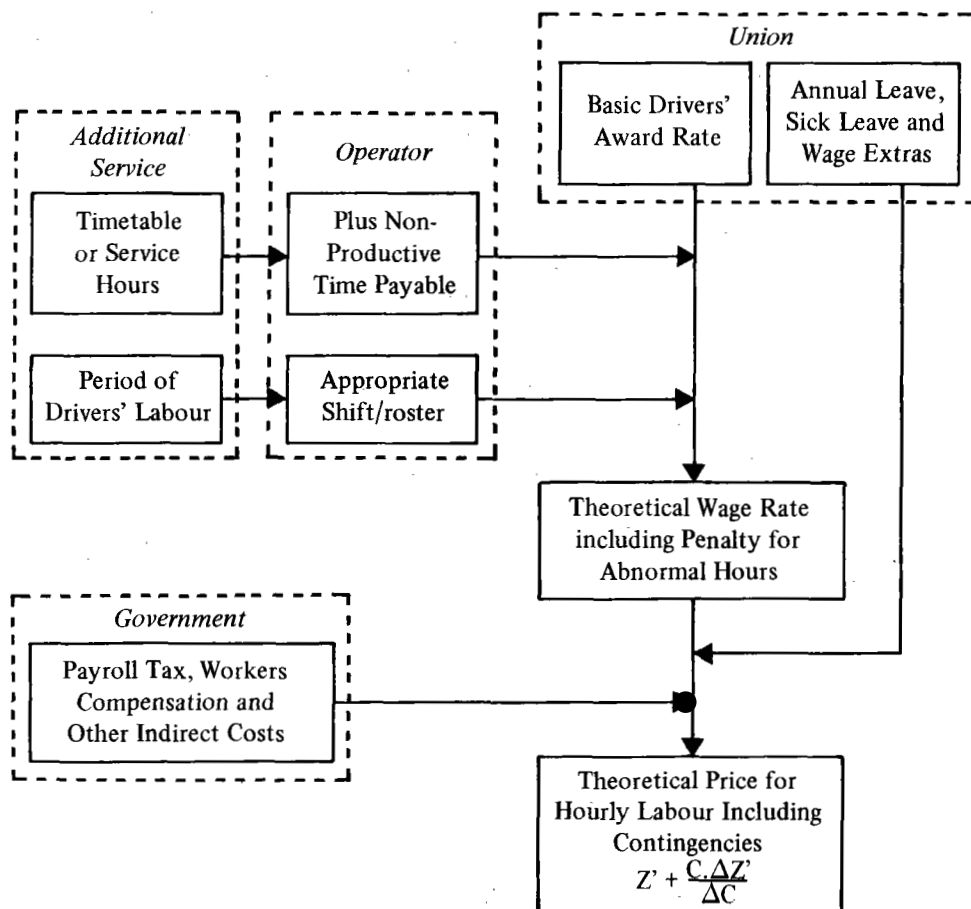 Union
Basic Drivers'
Award Rate
Annual Leave,
Sick Leave and
Wage Extras
Additional
Service
Timetable
or Service
Hours
Period of
Drivers' Labour
Operator
Plus Non-
Productive
Time Payable
Appropriate
Shift/roster
Theoretical Wage Rate
including Penalty for
Abnormal Hours
Government
Payroll Tax, Workers
Compensation and
Other Indirect Costs
Theoretical Price for
Hourly Labour Including
Contingencies
Z' + C.ΔZ'
ΔC